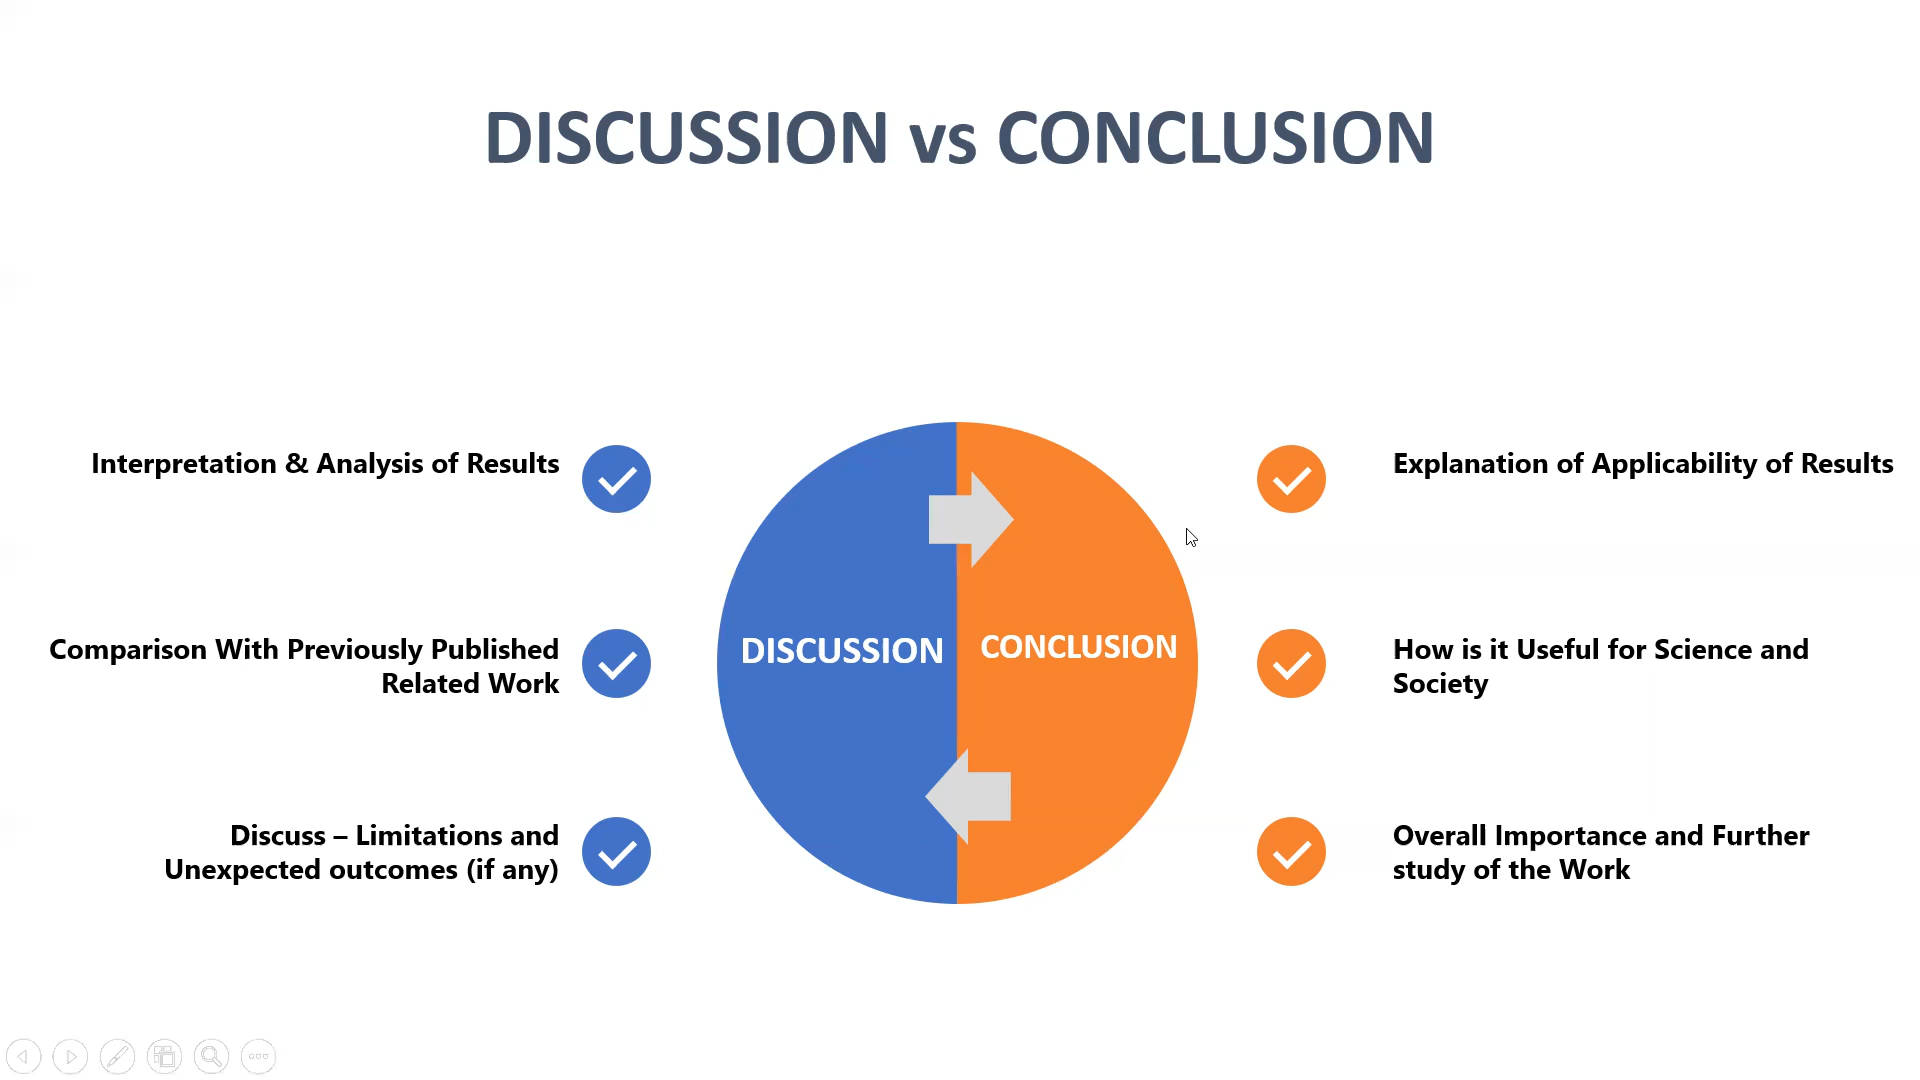 DISCUSSION vs CONCLUSION
Interpretation & Analysis of Results
Comparison With Previously Published
Related Work
Discuss – Limitations and
Unexpected outcomes (if any)
DISCUSSION
CONCLUSION
Explanation of Applicability of Results
How is it Useful for Science and
Society
Overall Importance and Further
study of the Work